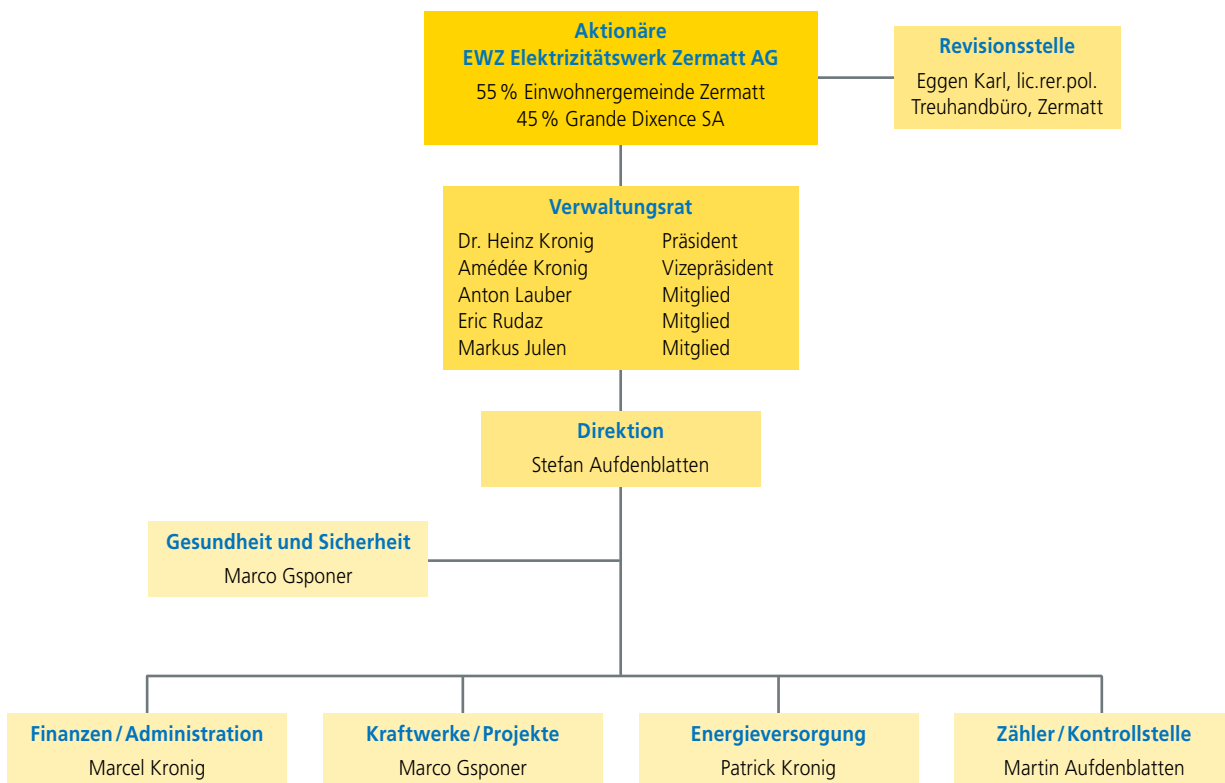 Aktionäre
EWZ Elektrizitätswerk Zermatt AG
55 % Einwohnergemeinde Zermatt
45 % Grande Dixence SA
Revisionsstelle
Eggen Karl, lic.rer.pol.
Treuhandbüro, Zermatt
Verwaltungsrat
Dr. Heinz Kronig Präsident
Amédée Kronig Vizepräsident
Anton Lauber Mitglied
Eric Rudaz Mitglied
Markus Julen Mitglied
Direktion
Stefan Aufdenblatten
Gesundheit und Sicherheit
Marco Gsponer
Finanzen / Administration
Marcel Kronig
Kraftwerke / Projekte
Marco Gsponer
Energieversorgung
Patrick Kronig
Zähler / Kontrollstelle
Martin Aufdenblatten